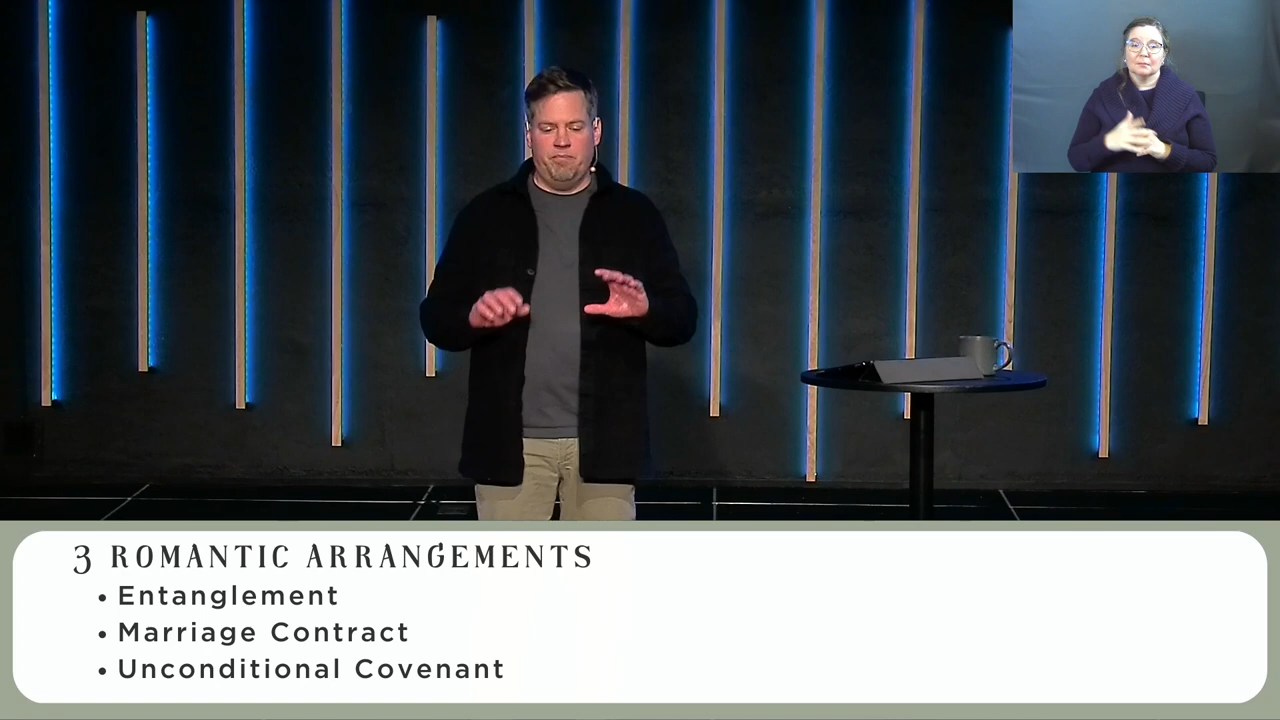 3 ROMANTIC ARRANGEMENTS
• Entanglement
• Marriage Contract
• Unconditional Covenant